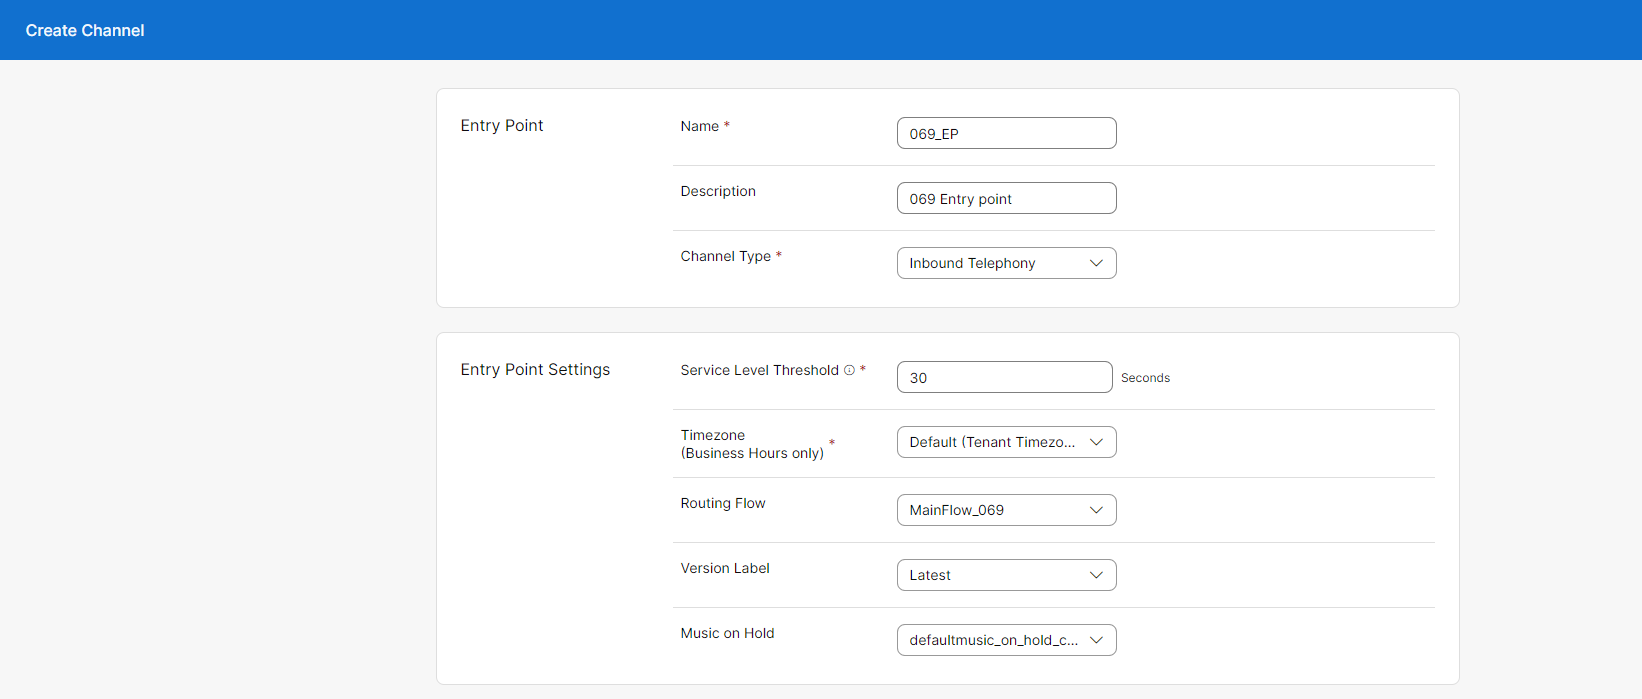 Create Channel
Entry Point
Name *
069_EP
Description
069 Entry point
Channel Type *
Inbound Telephony
Entry Point Settings
Service Level Threshold ⓘ *
30
Seconds
Timezone
(Business Hours only) *
Default (Tenant Timezo...
Routing Flow
MainFlow_069
Version Label
Latest
Music on Hold
defaultmusic_on_hold_c...